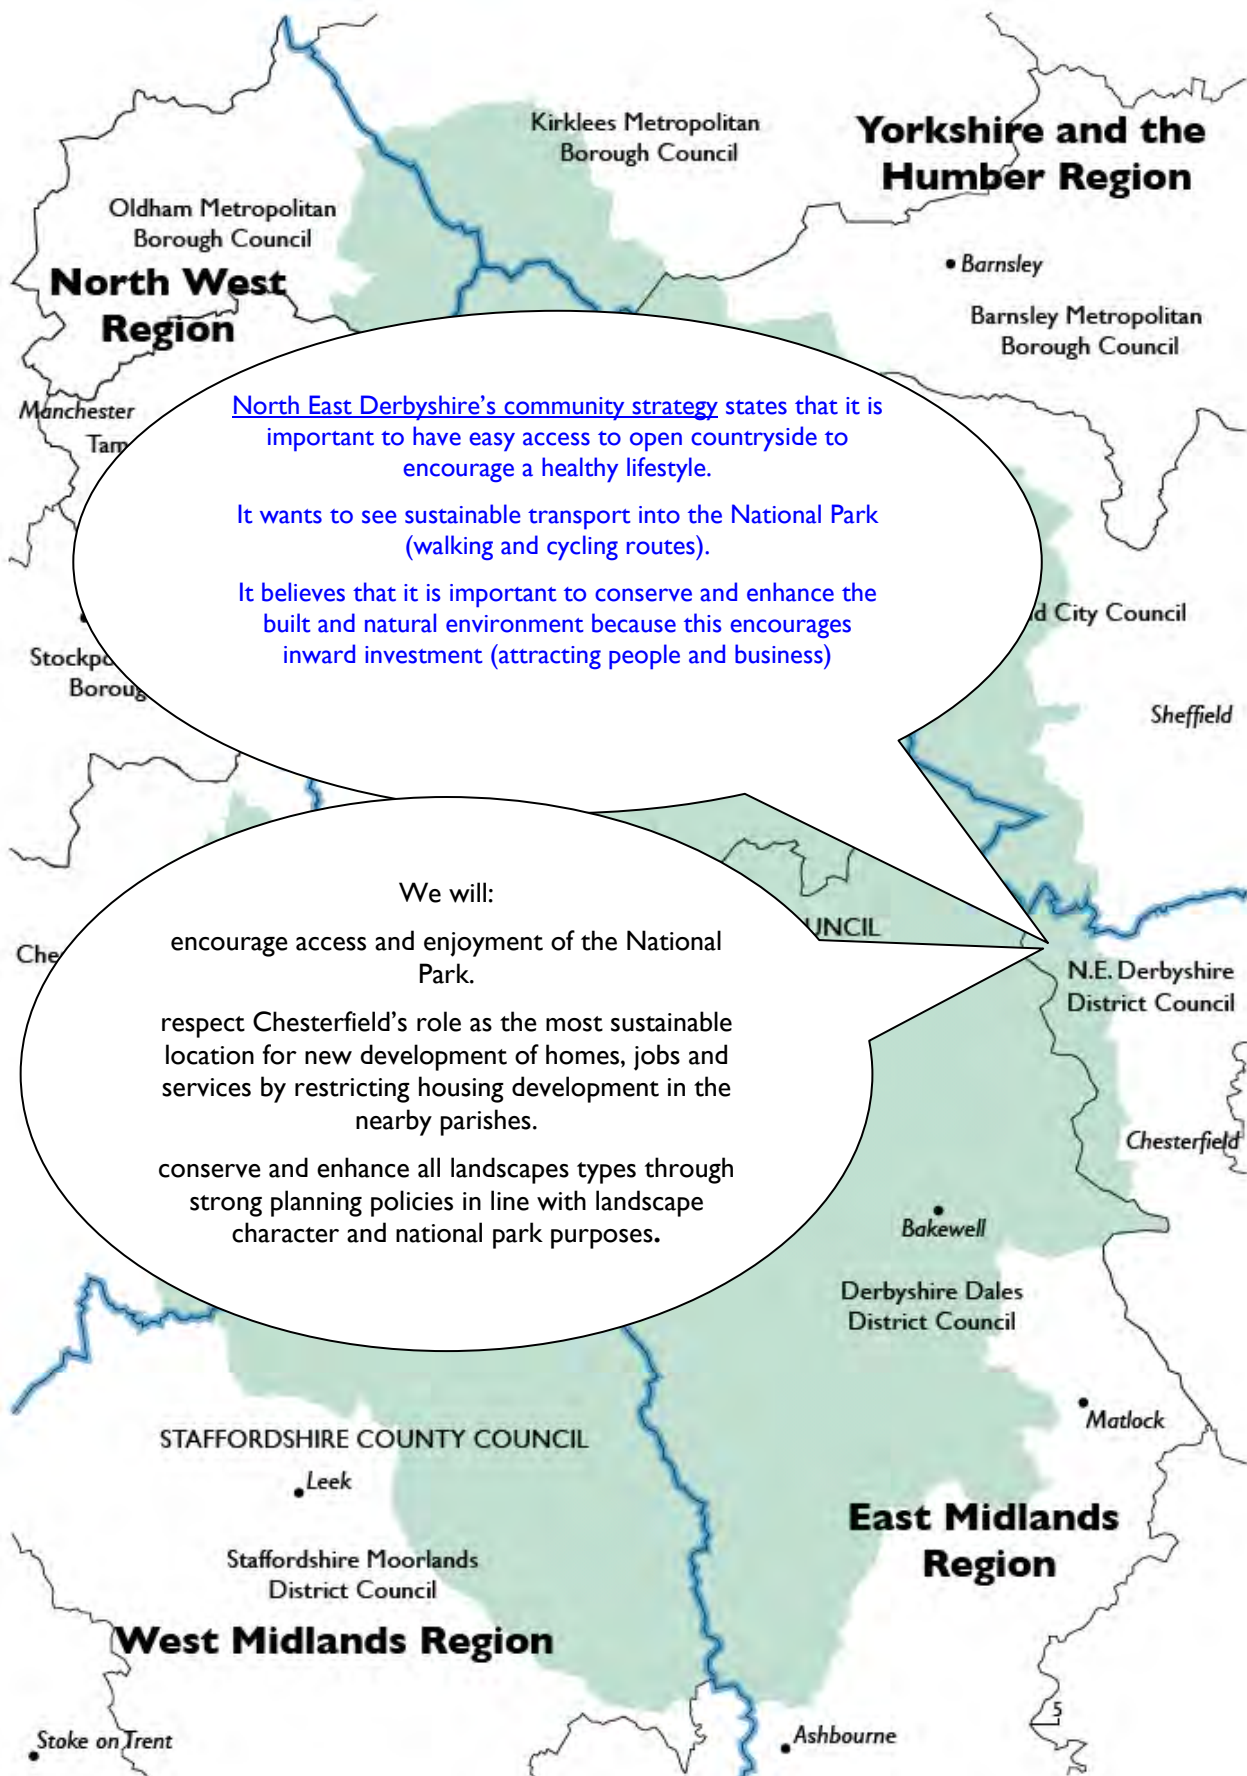 Kirklees Metropolitan
Borough Council
Yorkshire and the
Humber Region
Oldham Metropolitan
Borough Council
North West
Region
Barnsley
Barnsley Metropolitan
Borough Council
Manchester
Tam
North East Derbyshire's community strategy states that it is
important to have easy access to open countryside to
encourage a healthy lifestyle.
It wants to see sustainable transport into the National Park
(walking and cycling routes).
It believes that it is important to conserve and enhance the
built and natural environment because this encourages
inward investment (attracting people and business)
d City Council
Stockpo
Boroug
Sheffield
We will:
encourage access and enjoyment of the National
Park.
respect Chesterfield's role as the most sustainable
location for new development of homes, jobs and
services by restricting housing development in the
nearby parishes.
conserve and enhance all landscapes types through
strong planning policies in line with landscape
character and national park purposes.
UNCIL
Che
N.E. Derbyshire
District Council
Chesterfield
Bakewell
Derbyshire Dales
District Council
Matlock
STAFFORDSHIRE COUNTY COUNCIL
Leek
East Midlands
Region
Staffordshire Moorlands
District Council
West Midlands Region
5
Stoke on Trent
Ashbourne